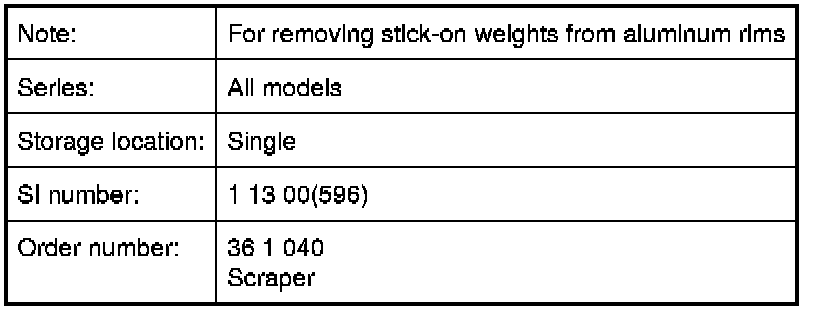 Note: For removing stick-on weights from aluminum rims
Series: All models
Storage location: Single
SI number: 1 13 00(596)
Order number: 36 1 040
Scraper